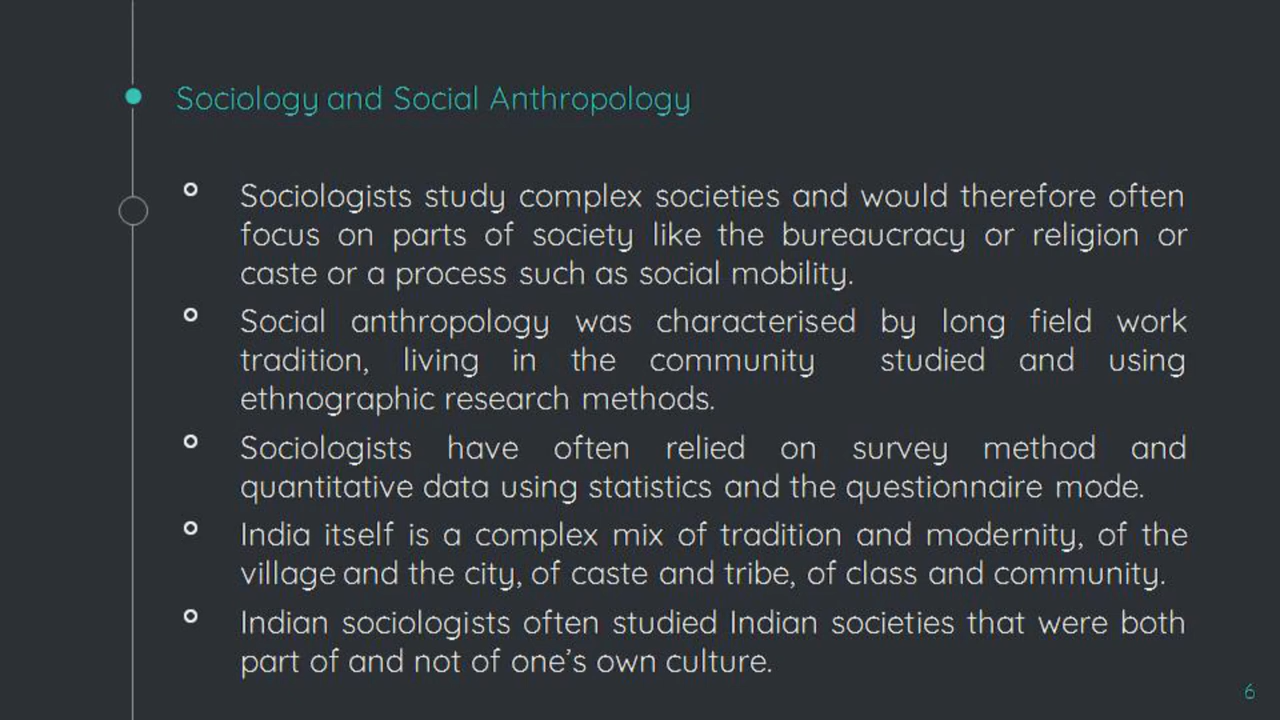 Sociology and Social Anthropology
Sociologists study complex societies and would therefore often
focus on parts of society like the bureaucracy or religion or
caste or a process such as social mobility.
Social anthropology was characterised by long field work
tradition, living in the community studied and using
ethnographic research methods.
Sociologists have often relied on survey method and
quantitative data using statistics and the questionnaire mode.
India itself is a complex mix of tradition and modernity, of the
village and the city, of caste and tribe, of class and community.
Indian sociologists often studied Indian societies that were both
part of and not of one's own culture.
6